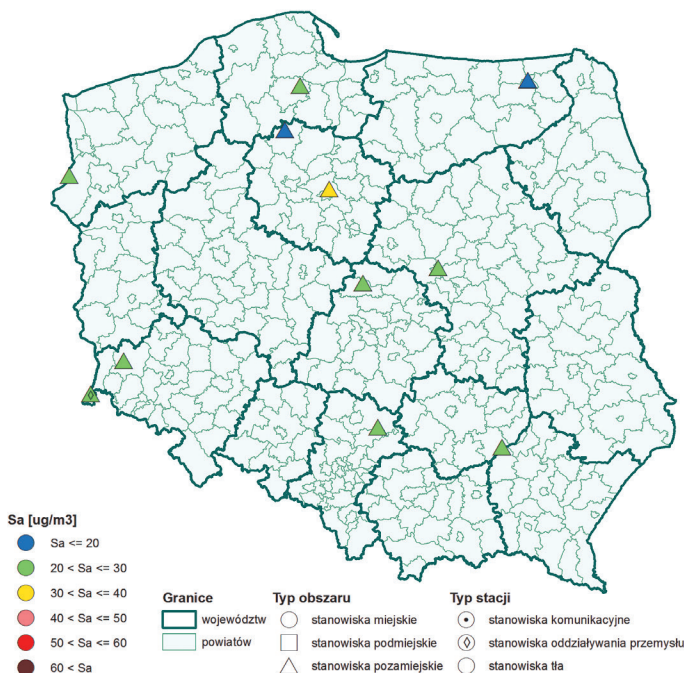 Sa [ug/m3]
Sa <= 20
20 < Sa <= 30
30 < Sa <= 40
40 < Sa <= 50
50 < Sa <= 60
60 < Sa
Granice
województw
powiatów
Typ obszaru
stanowiska miejskie
stanowiska podmiejskie
stanowiska pozamiejskie
Typ stacji
stanowiska komunikacyjne
stanowiska oddziaływania przemysłu
stanowiska tła